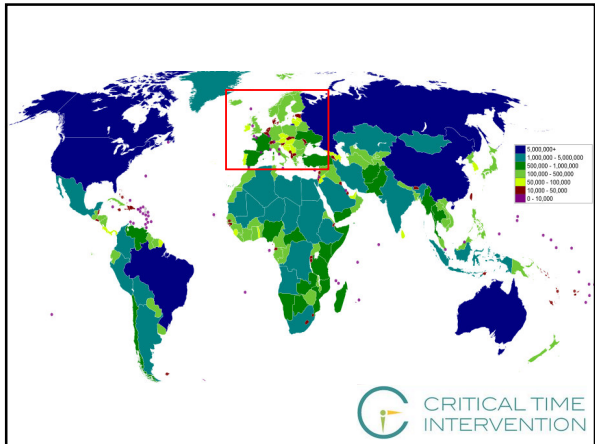 5,000,000+
1,000,000 - 5,000,000
500,000 - 1,000,000
100,000 - 500,000
50,000 - 100,000
10,000 - 50,000
0 - 10,000
CRITICAL TIME
INTERVENTION